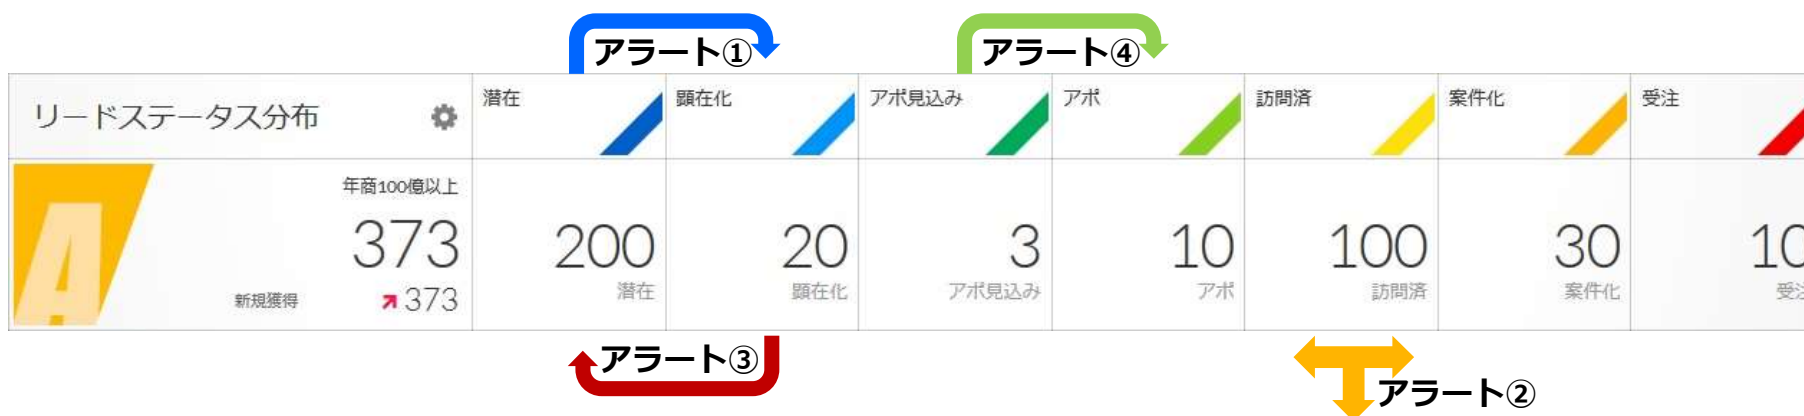 アラート①
アラート④
リードステータス分布
潜在
顕在化
アポ見込み
アポ
訪問済
案件化
受注
A
年商100億以上
373
新規獲得
373
200
潜在
20
顕在化
3
アポ見込み
10
アポ
100
訪問済
30
案件化
10
アラート③
アラート②